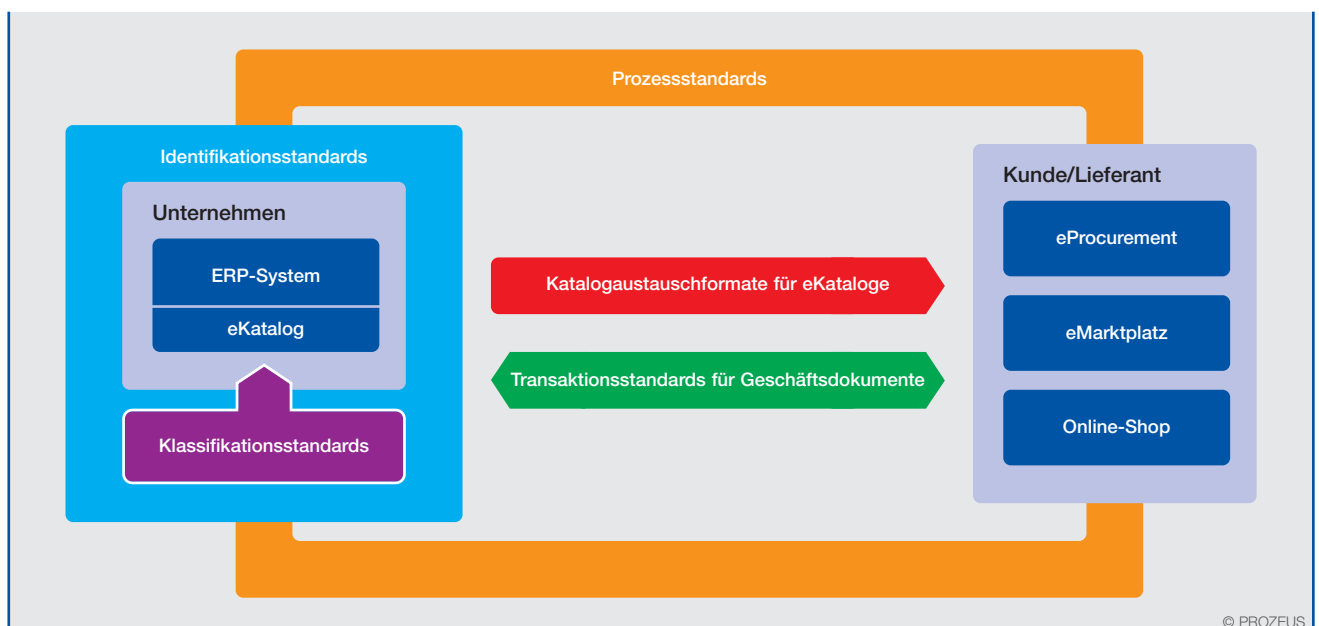 Prozessstandards
Identifikationsstandards
Unternehmen
ERP-System
eKatalog
Klassifikationsstandards
Katalogaustauschformate für eKataloge
Transaktionsstandards für Geschäftsdokumente
Kunde/Lieferant
eProcurement
eMarktplatz
Online-Shop
© PROZEUS